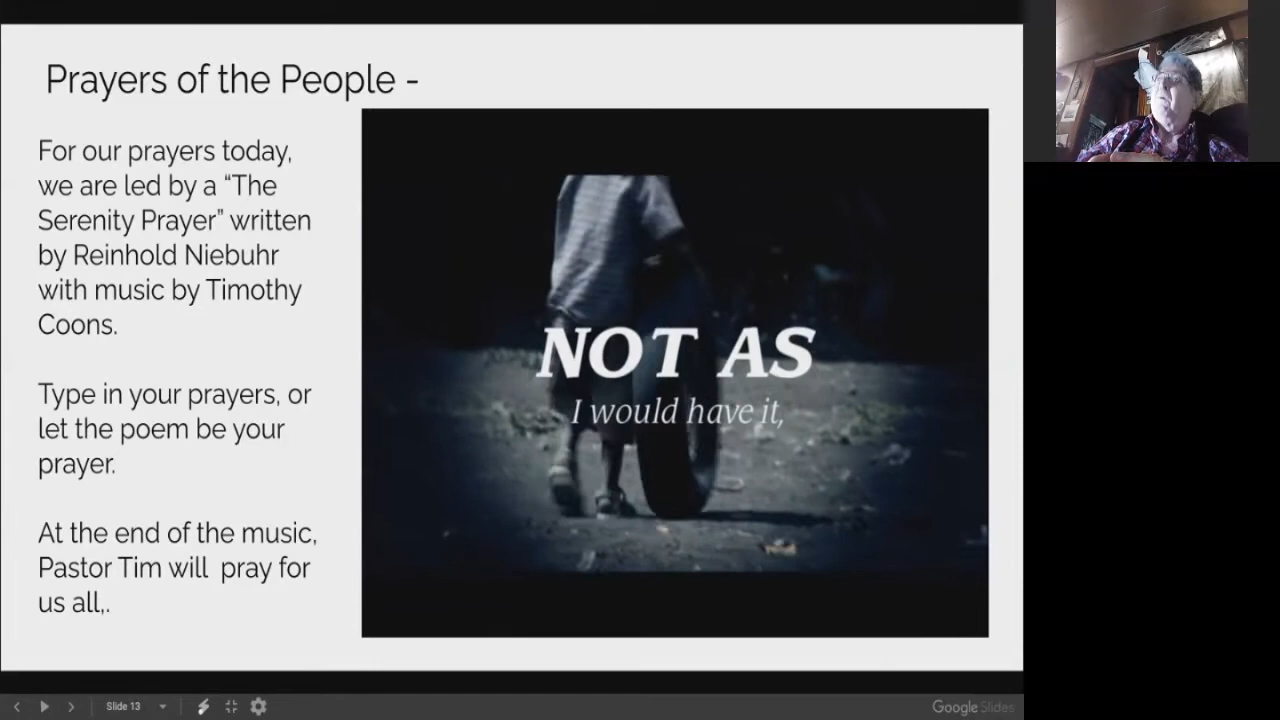 Prayers of the People -
For our prayers today,
we are led by a “The
Serenity Prayer” written
by Reinhold Niebuhr
with music by Timothy
Coons.
Type in your prayers, or
let the poem be your
prayer.
At the end of the music,
Pastor Tim will  pray for
us all,.
NOT AS
I would have it,
Slide 13
Google Slides